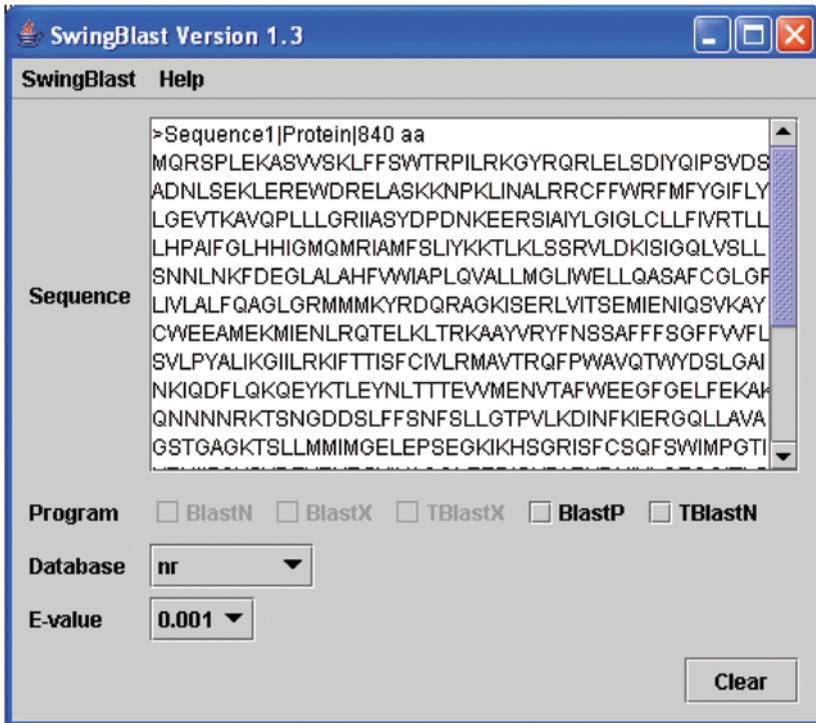 SwingBlast Version 1.3
SwingBlast Help
>Sequence1|Protein|840 aa
MQRSPLEKASVVSKLFFSWTRPILRKGYRQRLELSDIYQIPSVDS
ADNLSEKLEREWDRELASKKNPKLINALRRCFFWRFMFYGIFLY
LGEVTKAVQPLLLGRIIASYDPDNKEERSIAIYLGIGLCLLFIVRTLL
LHPAIFGLHHIGMQMRIAMFSLIYKKTLKLSSRVLDKISIGQLVSLL
SNNLNKFDEGLALAHFVWIAPLQVALLMGLIWELLQASAFCGLGF
Sequence
LIVLALFQAGLGRMMMKYRDQRAGKISERLVITSEMIENIQSVKAY
CWEEAMEKMIENLRQTELKLTRKAAYVRYFNSSAFFFSGFFVVFL
SVLPYALIKGIILRKIFTTISFCIVLRMAVTRQFPWAVQTWYDSLGAI
NKIQDFLQKQEYKTLEYNLTTTEVVMENVTAFWEEGFGELFEKAK
QNNNNRKTSNGDDSLFFSNFSLLGTPVLKDINFKIERGQLLAVA
GSTGAGKTSLLMMIMGELEPSEGKIKHSGRISFCSQFSWIMPGTI
Program BlastN BlastX TBlastX BlastP TBlastN
Database nr
E-value 0.001
Clear